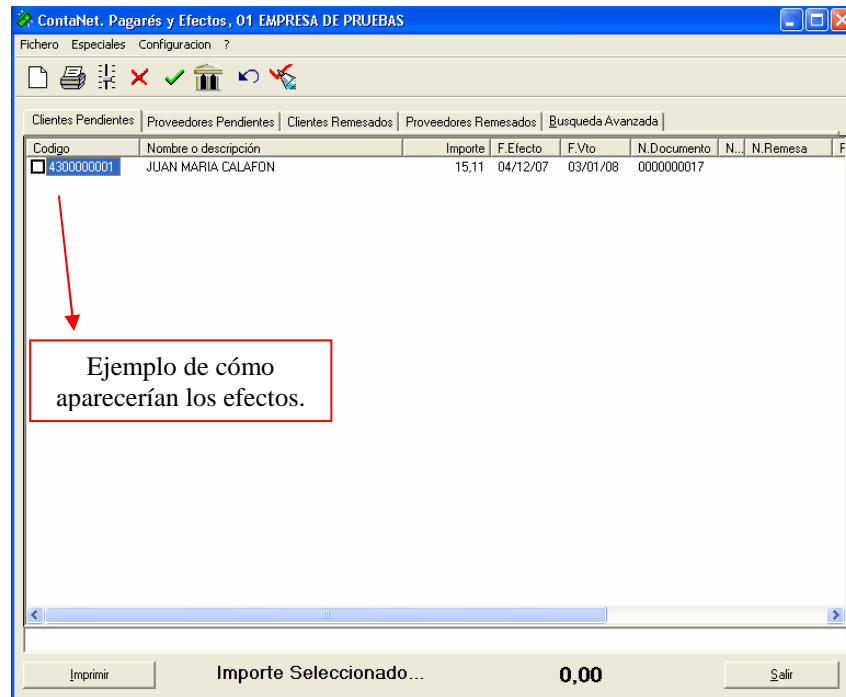 ContaNet. Pagarés y Efectos, 01 EMPRESA DE PRUEBAS
Fichero Especiales Configuracion ?
Clientes Pendientes Proveedores Pendientes Clientes Remesados Proveedores Remesados Busqueda Avanzada
Codigo Nombre o descripción Importe F.Efecto F.Vto N.Documento N... N.Remesa F
4300000001 JUAN MARIA CALAFON 15,11 04/12/07 03/01/08 0000000017
Ejemplo de cómo
aparecerían los efectos.
Imprimir Importe Seleccionado... 0,00 Salir